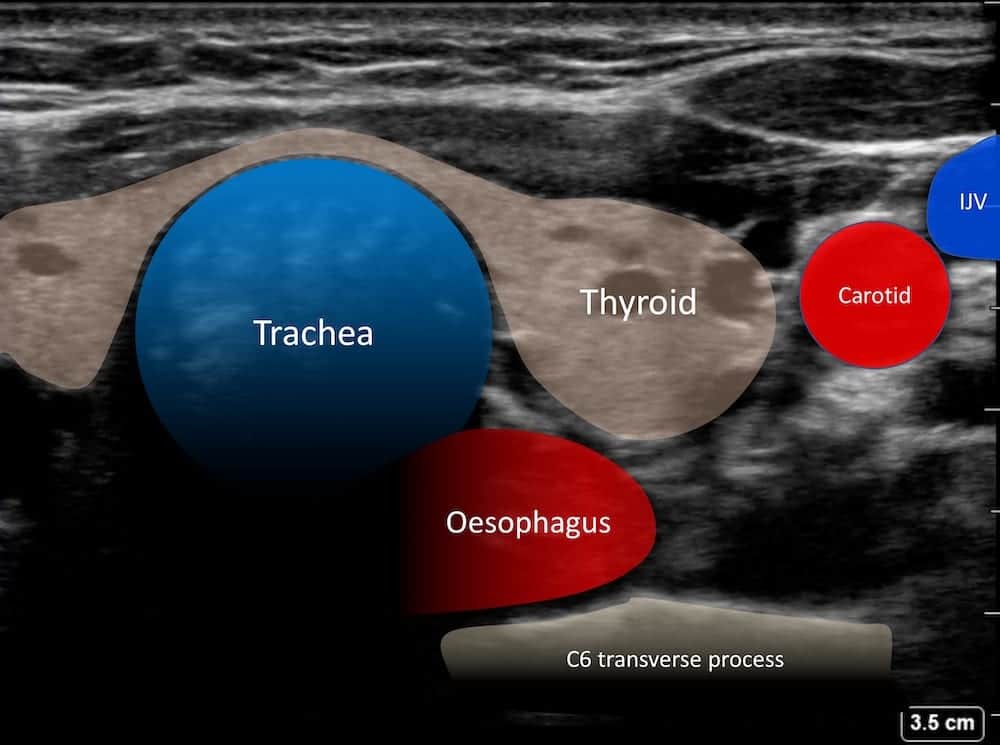 IJV
Carotid
Thyroid
Trachea
Oesophagus
C6 transverse process
3.5 cm